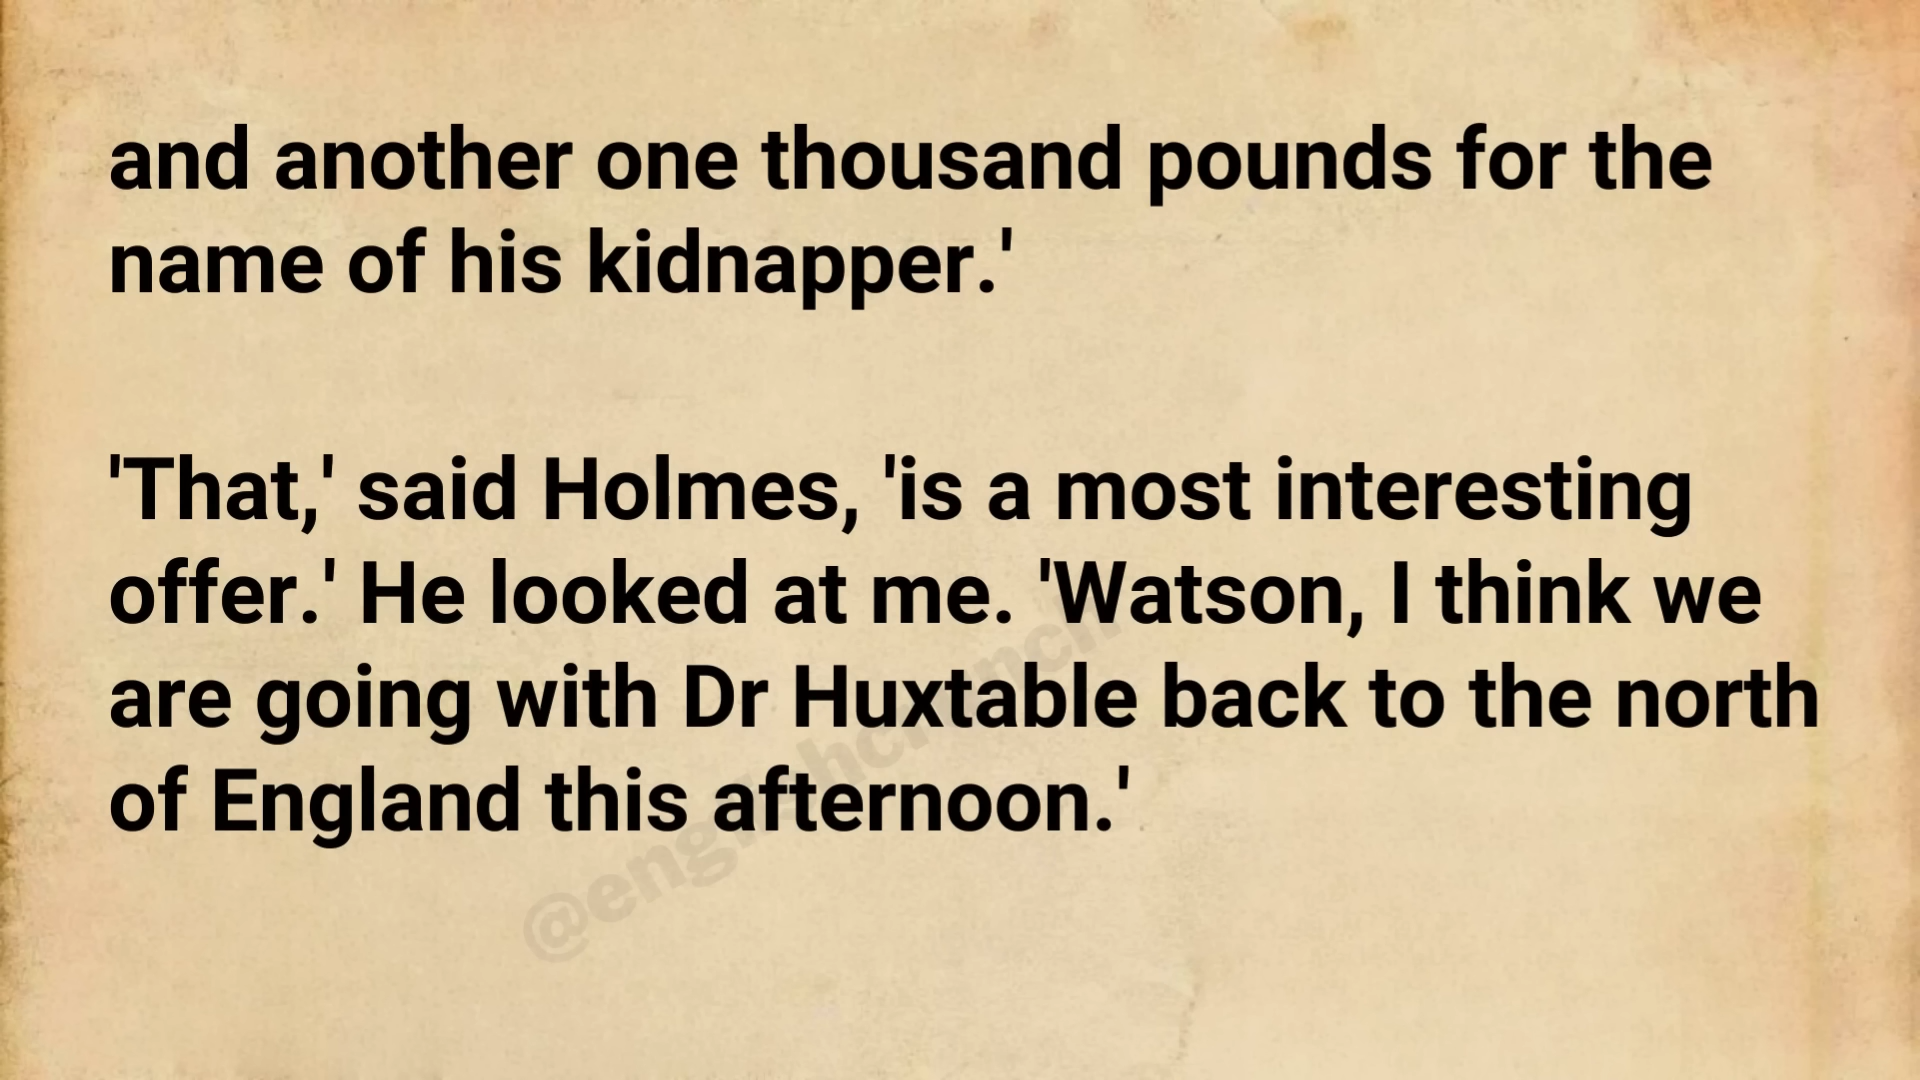 and another one thousand pounds for the
name of his kidnapper.'
'That,' said Holmes, 'is a most interesting
offer.' He looked at me. 'Watson, I think we
are going with Dr Huxtable back to the north
of England this afternoon.'